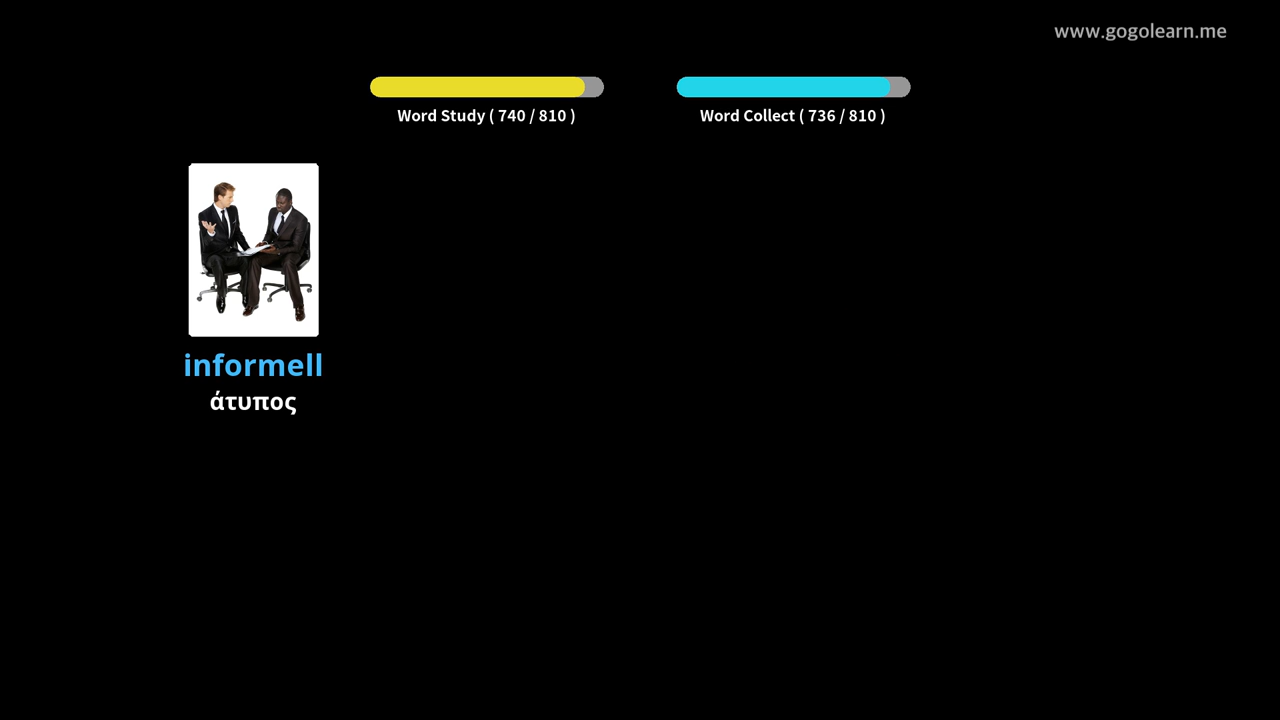 www.gogolearn.me
Word Study ( 740 / 810 )
Word Collect ( 736 / 810 )
informell
άτυπος